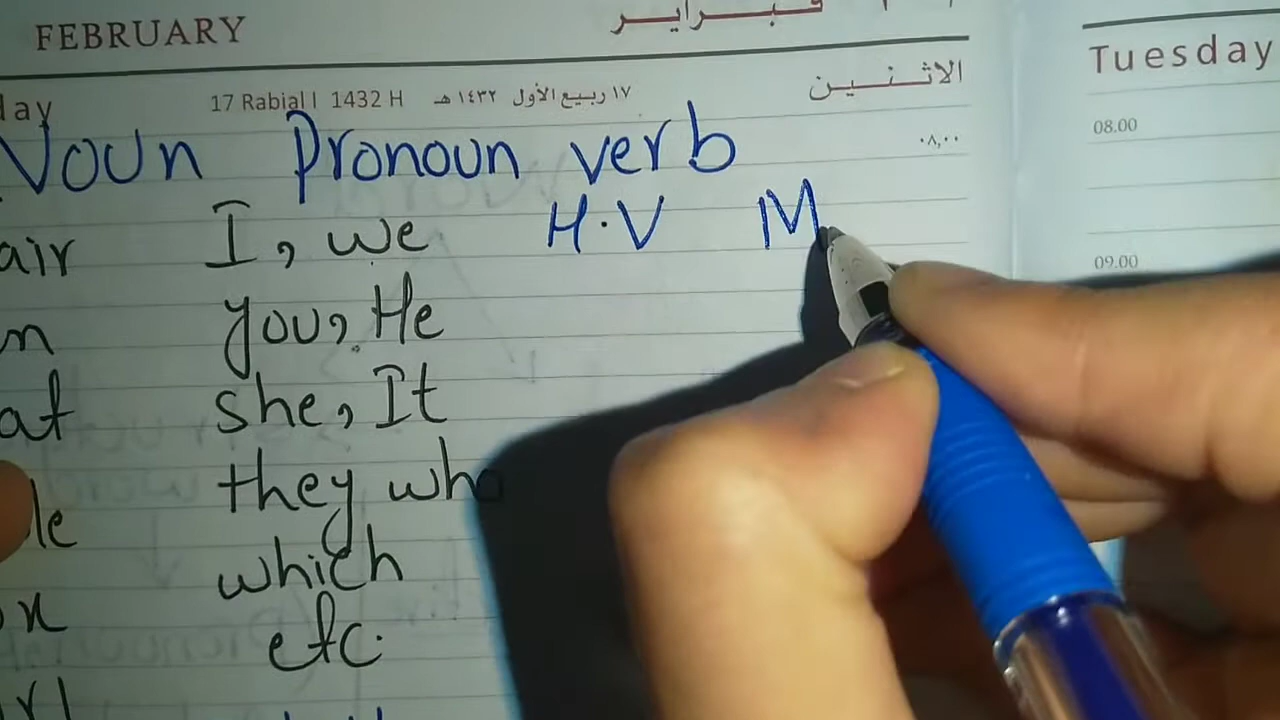 FEBRUARY فبراير
Tuesday
17 Rabial I 1432 H ١٧ ربيع الأول ١٤٣٢ هـ الاثنين
Noun Pronoun verb ٠٨,٠٠ 08.00
I, we H.V M
09.00
you, He
she, It
they who
which
etc.